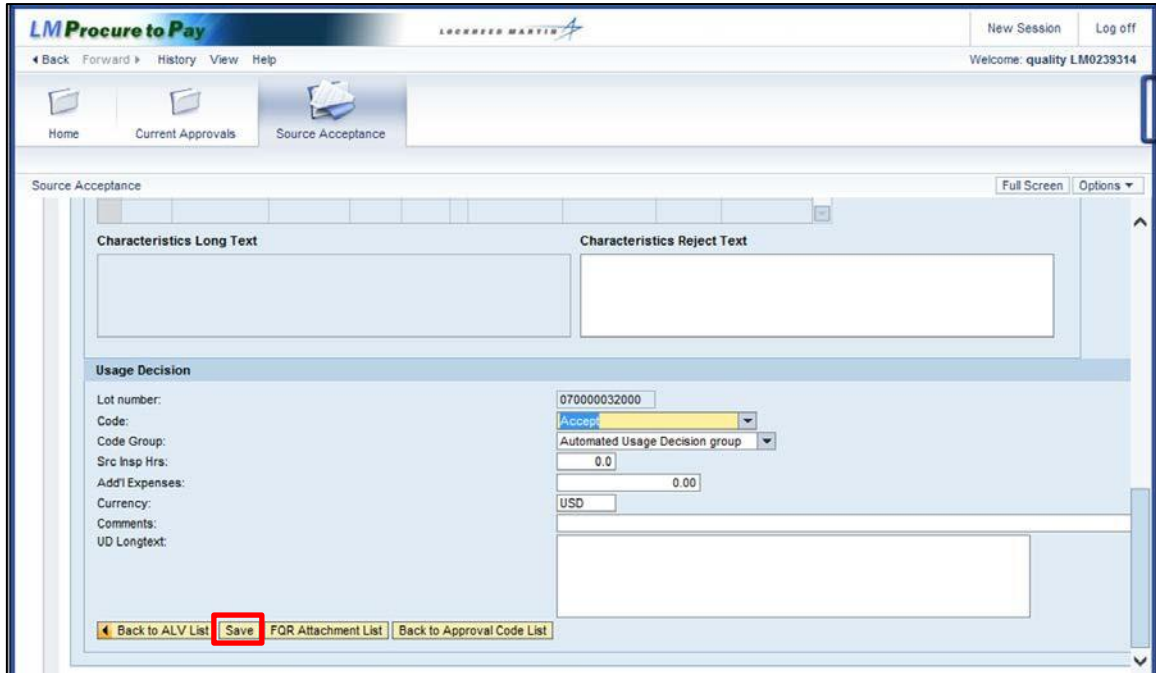 LM Procure to Pay LOCKHEED MARTIN New Session Log off
Back Forward History View Help Welcome: quality LM0239314
Home Current Approvals Source Acceptance
Source Acceptance Full Screen Options
Characteristics Long Text Characteristics Reject Text
Usage Decision
Lot number: 070000032000
Code: Accept
Code Group: Automated Usage Decision group
Src Insp Hrs: 0.0
Add'l Expenses: 0.00
Currency: USD
Comments:
UD Longtext:
Back to ALV List Save FQR Attachment List Back to Approval Code List